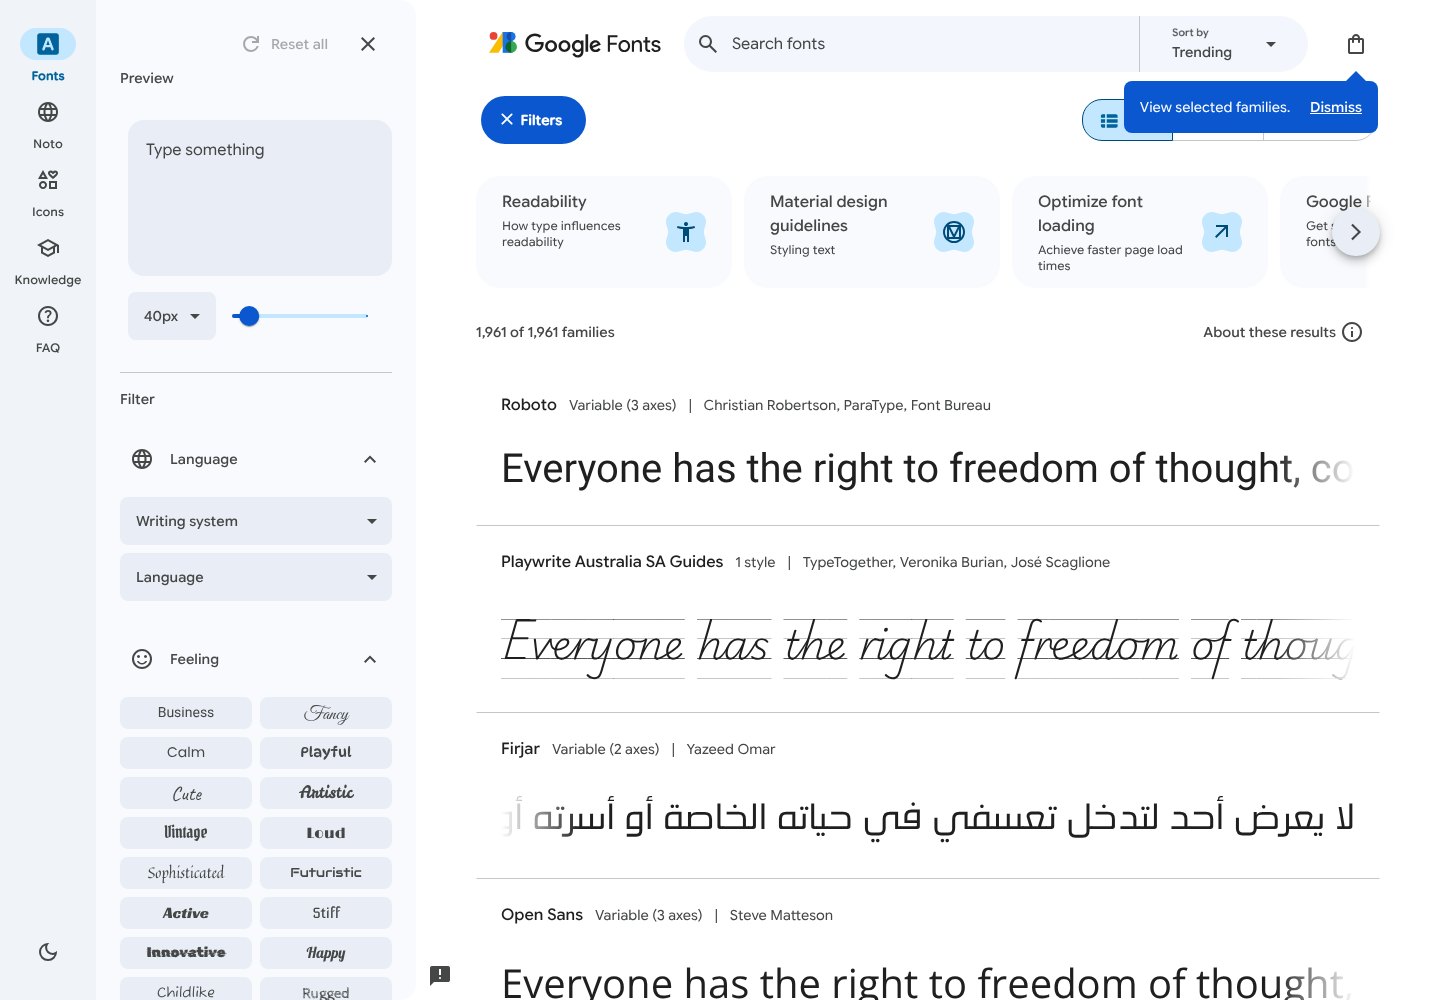 Fonts
Noto
Icons
Knowledge
FAQ
Reset all
Preview
Type something
40px
Filter
Language
Writing system
Language
Feeling
Business
Fancy
Calm
Playful
Cute
Artistic
Vintage
Loud
Sophisticated
Futuristic
Active
Stiff
Innovative
Happy
Childlike
Rugged
Google Fonts
Search fonts
Sort by
Trending
View selected families. Dismiss
Filters
Readability
How type influences
readability
Material design
guidelines
Styling text
Optimize font
loading
Achieve faster page load
times
Google
Get
fonts
1,961 of 1,961 families
About these results
Roboto Variable (3 axes) | Christian Robertson, ParaType, Font Bureau
Everyone has the right to freedom of thought, co
Playwrite Australia SA Guides 1 style | TypeTogether, Veronika Burian, José Scaglione
Everyone has the right to freedom of thoug
Firjar Variable (2 axes) | Yazeed Omar
لا يعرض أحد لتدخل تعسفي في حياته الخاصة أو أسرته أو
Open Sans Variable (3 axes) | Steve Matteson
Everyone has the right to freedom of thought,